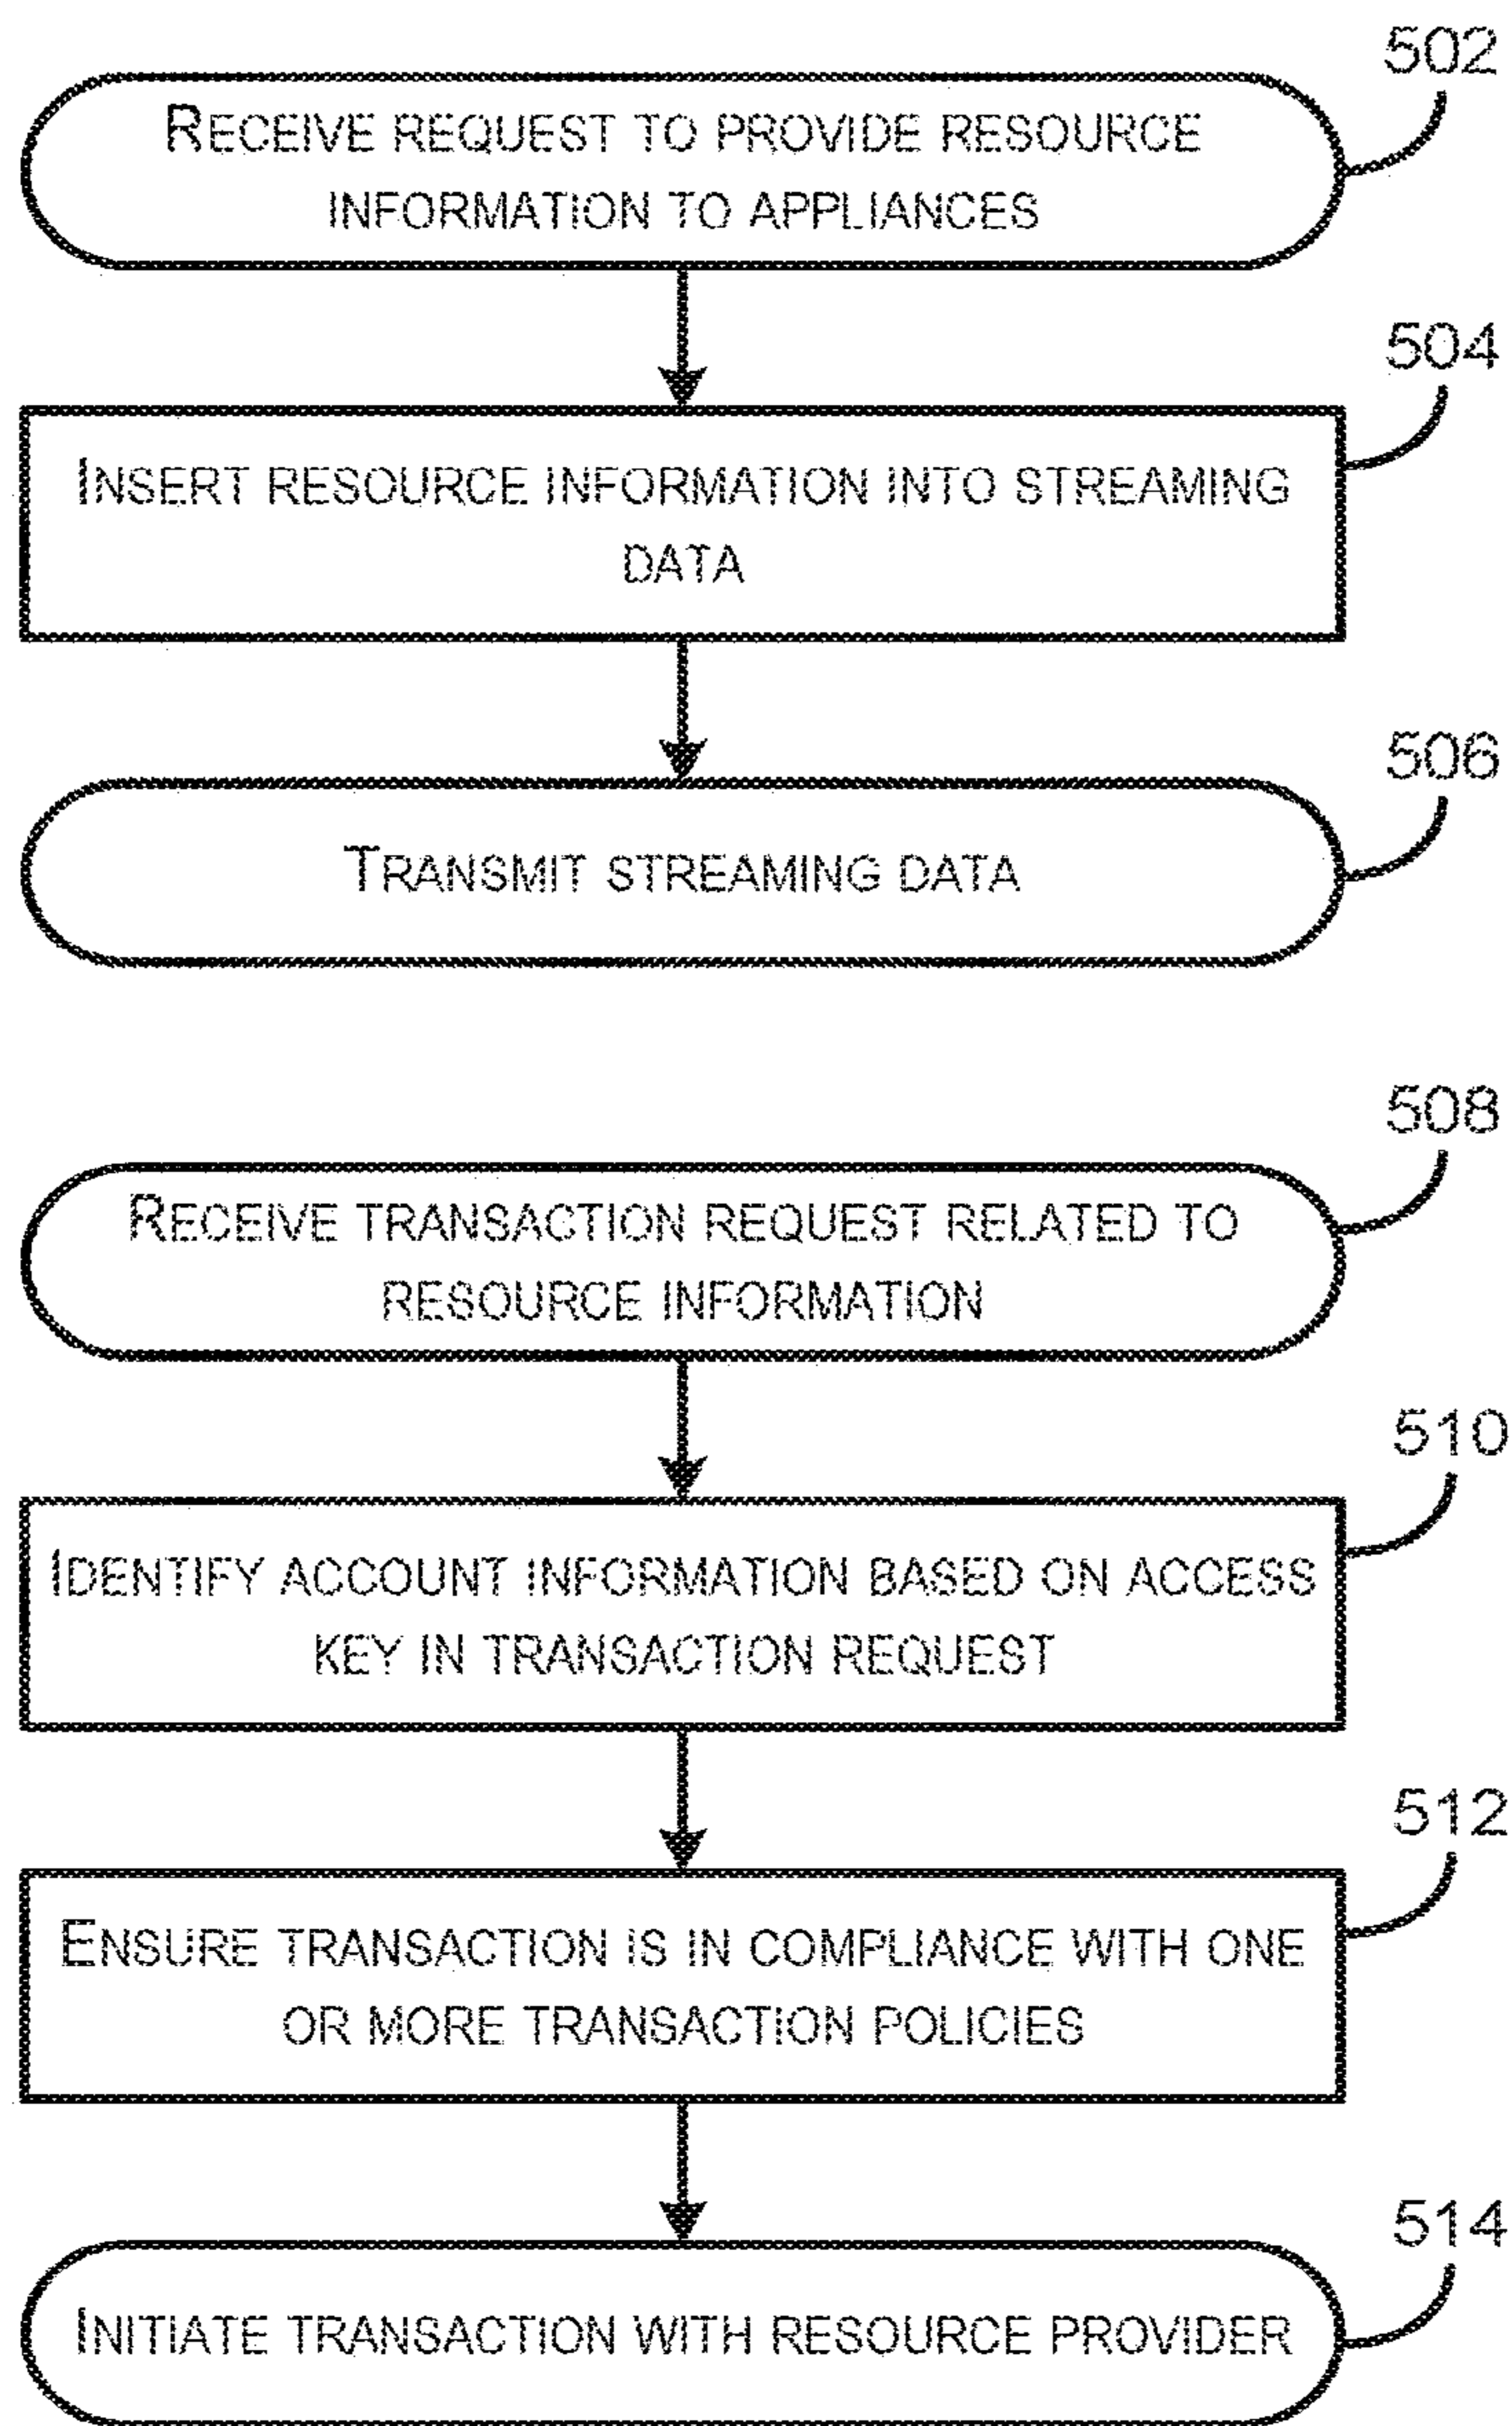 502
RECEIVE REQUEST TO PROVIDE RESOURCE
INFORMATION TO APPLIANCES
504
INSERT RESOURCE INFORMATION INTO STREAMING
DATA
506
TRANSMIT STREAMING DATA
508
RECEIVE TRANSACTION REQUEST RELATED TO
RESOURCE INFORMATION
510
IDENTIFY ACCOUNT INFORMATION BASED ON ACCESS
KEY IN TRANSACTION REQUEST
512
ENSURE TRANSACTION IS IN COMPLIANCE WITH ONE
OR MORE TRANSACTION POLICIES
514
INITIATE TRANSACTION WITH RESOURCE PROVIDER